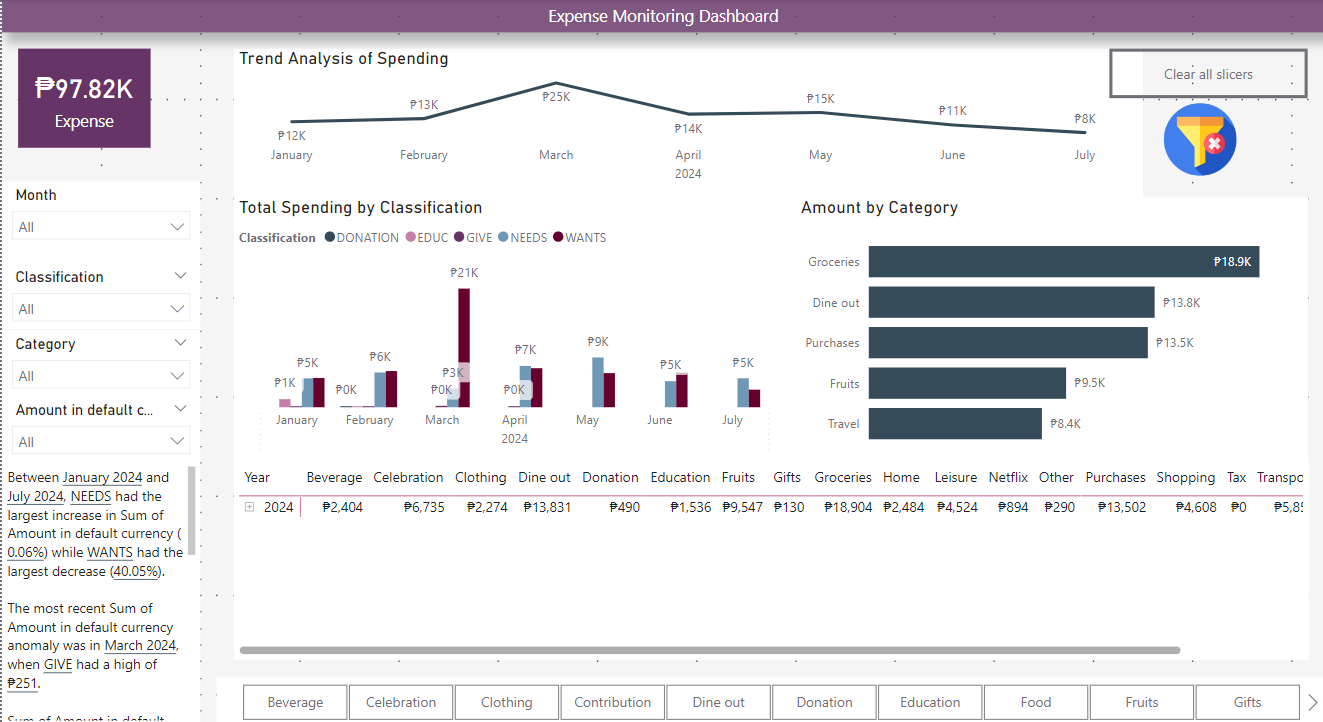 Expense Monitoring Dashboard
₱97.82K
Expense
Trend Analysis of Spending
₱12K
₱13K
₱25K
₱14K
₱15K
₱11K
₱8K
January February March April May June July
2024
Clear all slicers
Month
All
Classification
All
Category
All
Amount in default c...
All
Between January 2024 and
July 2024, NEEDS had the
largest increase in Sum of
Amount in default currency (
0.06%) while WANTS had the
largest decrease (40.05%).
The most recent Sum of
Amount in default currency
anomaly was in March 2024,
when GIVE had a high of
₱251.
Sum of Amount in default
Total Spending by Classification
Classification DONATION EDUC GIVE NEEDS WANTS
₱1K
₱5K
₱0K
₱6K
₱0K
₱3K
₱21K
₱0K
₱7K
₱9K
₱5K
₱5K
January February March April May June July
2024
Amount by Category
Groceries ₱18.9K
Dine out ₱13.8K
Purchases ₱13.5K
Fruits ₱9.5K
Travel ₱8.4K
Year Beverage Celebration Clothing Dine out Donation Education Fruits Gifts Groceries Home Leisure Netflix Other Purchases Shopping Tax Transpo
2024 ₱2,404 ₱6,735 ₱2,274 ₱13,831 ₱490 ₱1,536 ₱9,547 ₱130 ₱18,904 ₱2,484 ₱4,524 ₱894 ₱290 ₱13,502 ₱4,608 ₱0 ₱5,85
Beverage Celebration Clothing Contribution Dine out Donation Education Food Fruits Gifts